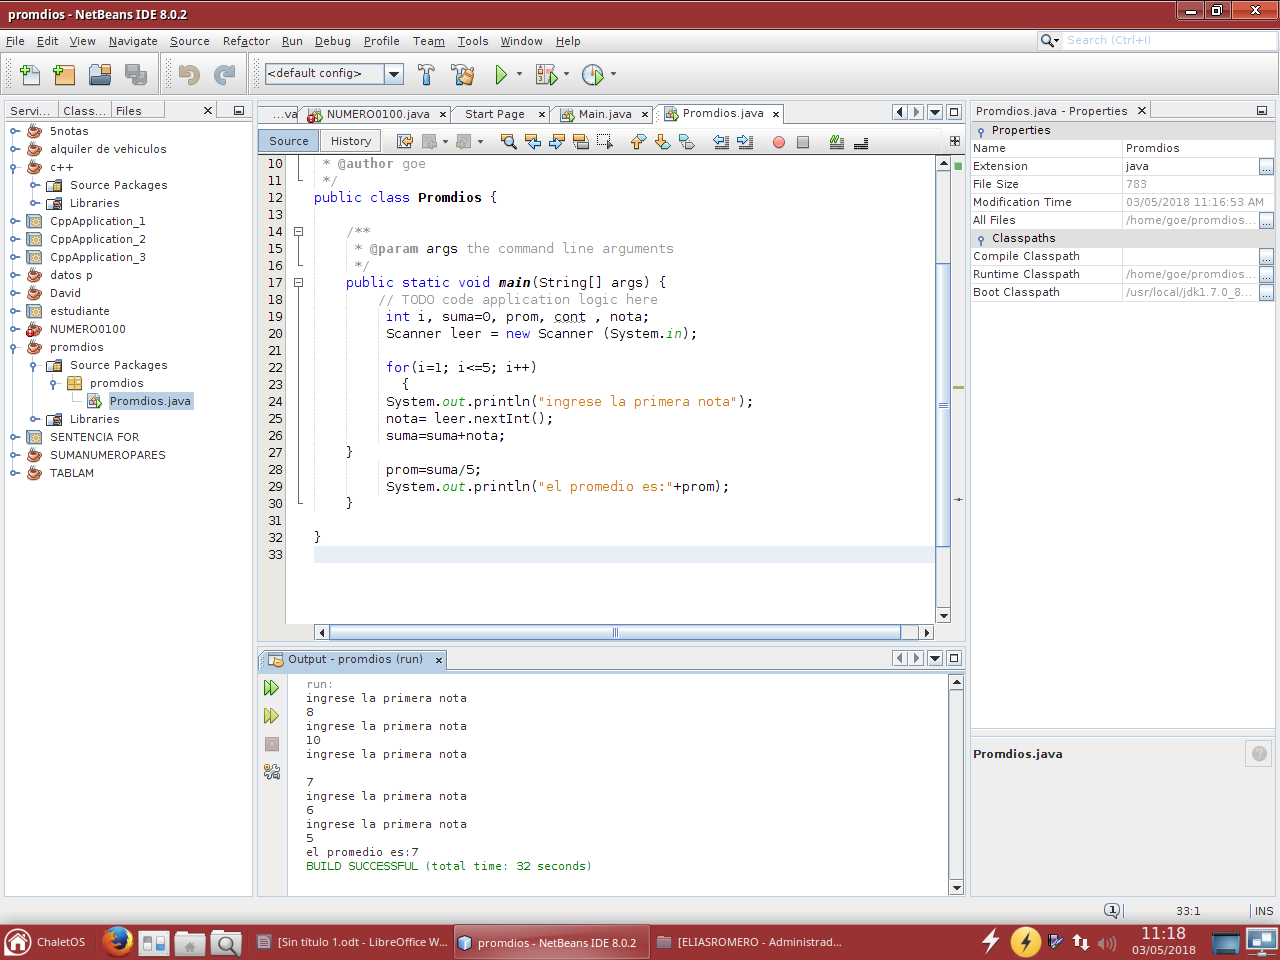 promdios - NetBeans IDE 8.0.2
File Edit View Navigate Source Refactor Run Debug Profile Team Tools Window Help
Search (Ctrl+I)
<default config>
Servi... Class... Files
5notas
alquiler de vehiculos
c++
Source Packages
Libraries
CppApplication_1
CppApplication_2
CppApplication_3
datos p
David
estudiante
NUMERO0100
promdios
Source Packages
promdios
Promdios.java
Libraries
SENTENCIA FOR
SUMANUMEROPARES
TABLAM
...va NUMERO0100.java Start Page Main.java Promdios.java
Source History
10 * @author goe
11 */
12 public class Promdios {
13
14 /**
15 * @param args the command line arguments
16 */
17 public static void main(String[] args) {
18 // TODO code application logic here
19 int i, suma=0, prom, cont , nota;
20 Scanner leer = new Scanner (System.in);
21
22 for(i=1; i<=5; i++)
23 {
24 System.out.println("ingrese la primera nota");
25 nota= leer.nextInt();
26 suma=suma+nota;
27 }
28 prom=suma/5;
29 System.out.println("el promedio es:"+prom);
30 }
31
32 }
33
Output - promdios (run)
run:
ingrese la primera nota
8
ingrese la primera nota
10
ingrese la primera nota
7
ingrese la primera nota
6
ingrese la primera nota
5
el promedio es:7
BUILD SUCCESSFUL (total time: 32 seconds)
Promdios.java - Properties
Properties
Name Promdios
Extension java ...
File Size 783
Modification Time 03/05/2018 11:16:53 AM
All Files /home/goe/promdios... ...
Classpaths
Compile Classpath ...
Runtime Classpath /home/goe/promdios... ...
Boot Classpath /usr/local/jdk1.7.0_8... ...
Promdios.java
?
1 33:1 INS
ChaletOS
[Sin título 1.odt - LibreOffice W...
promdios - NetBeans IDE 8.0.2
[ELIASROMERO - Administrad...
11:18
03/05/2018